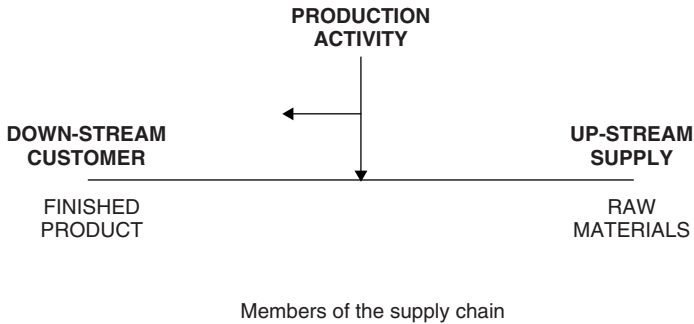 PRODUCTION
ACTIVITY
DOWN-STREAM
CUSTOMER
UP-STREAM
SUPPLY
FINISHED
PRODUCT
RAW
MATERIALS
Members of the supply chain